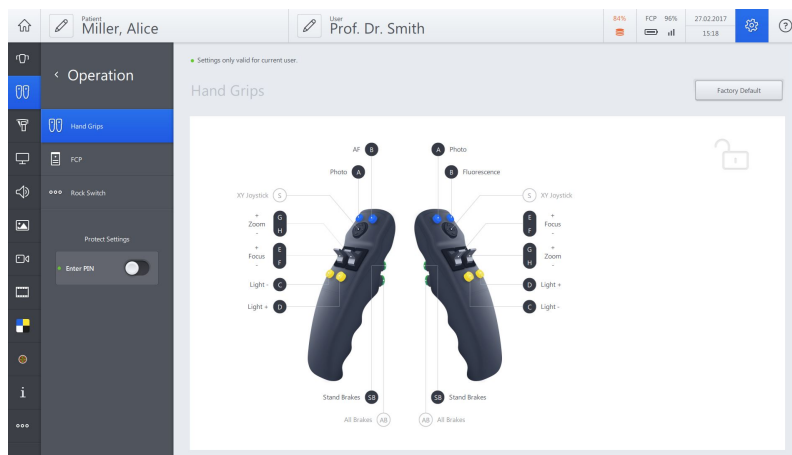 Patient
Miller, Alice
User
Prof. Dr. Smith
84%
FCP 96%
27.02.2017
15:18
?
Operation
Hand Grips
FCP
Rock Switch
Protect Settings
Enter PIN
i
Settings only valid for current user.
Hand Grips
Factory Default
AF B
A Photo
Photo A
B Fluorescence
XY Joystick S
S XY Joystick
+
Zoom
-
G
H
E
F
+
Focus
-
+
Focus
-
E
F
G
H
+
Zoom
-
Light - C
D Light +
Light + D
C Light -
Stand Brakes SB
SB Stand Brakes
All Brakes AB
AB All Brakes